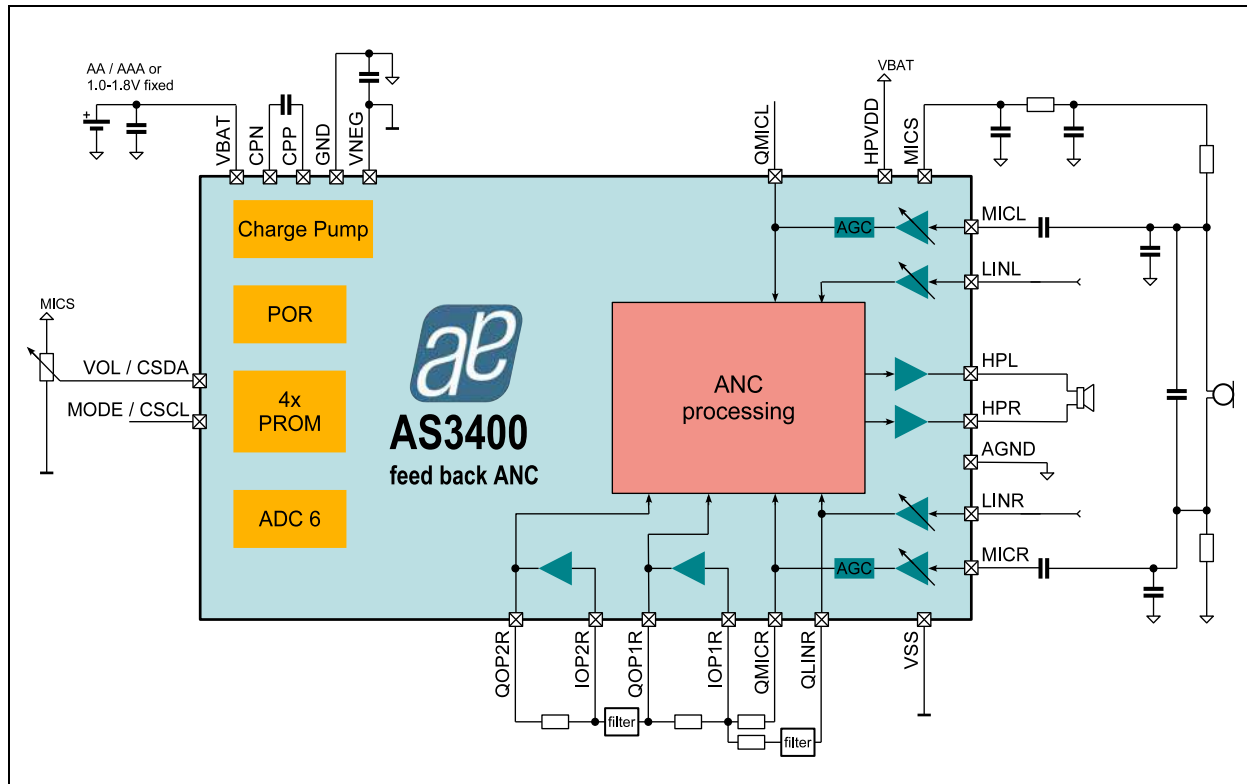 AA / AAA or
1.0-1.8V fixed
VBAT
CPN
CPP
GND
VNEG
QMICL
VBAT
HPVDD
MICS
Charge Pump
POR
4x
PROM
ADC 6
MICS
VOL / CSDA
MODE / CSCL
ae
AS3400
feed back ANC
ANC
processing
AGC
MICL
LINL
HPL
HPR
AGND
LINR
AGC
MICR
QOP2R
IOP2R
QOP1R
IOP1R
QMICR
QLINR
VSS
filter
filter